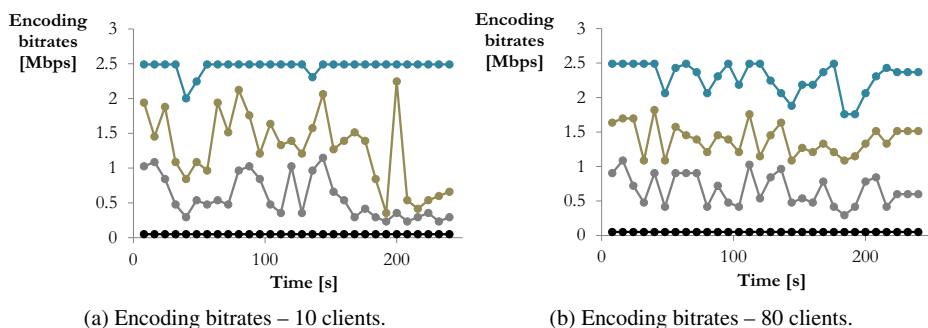 Encoding
bitrates
[Mbps]
3
2.5
2
1.5
1
0.5
0
0
100
200
Time [s]
(a) Encoding bitrates – 10 clients.
Encoding
bitrates
[Mbps]
3
2.5
2
1.5
1
0.5
0
0
100
200
Time [s]
(b) Encoding bitrates – 80 clients.